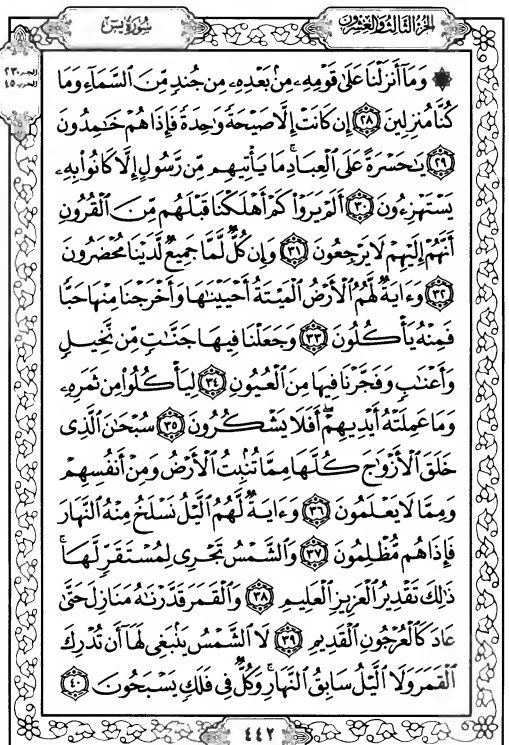 سُورَةُ يسٓ
الجزء الثالث والعشرون
الجزء ٢٣
الحزب ٤٥
۞ وَمَآ أَنزَلْنَا عَلَىٰ قَوْمِهِۦ مِنۢ بَعْدِهِۦ مِن جُندٍ مِّنَ ٱلسَّمَآءِ وَمَا
كُنَّا مُنزِلِينَ ٢٨ إِن كَانَتْ إِلَّا صَيْحَةً وَٰحِدَةً فَإِذَا هُمْ خَٰمِدُونَ
٢٩ يَٰحَسْرَةً عَلَى ٱلْعِبَادِ ۚ مَا يَأْتِيهِم مِّن رَّسُولٍ إِلَّا كَانُوا۟ بِهِۦ
يَسْتَهْزِءُونَ ٣٠ أَلَمْ يَرَوْا۟ كَمْ أَهْلَكْنَا قَبْلَهُم مِّنَ ٱلْقُرُونِ
أَنَّهُمْ إِلَيْهِمْ لَا يَرْجِعُونَ ٣١ وَإِن كُلٌّ لَّمَّا جَمِيعٌ لَّدَيْنَا مُحْضَرُونَ
٣٢ وَءَايَةٌ لَّهُمُ ٱلْأَرْضُ ٱلْمَيْتَةُ أَحْيَيْنَٰهَا وَأَخْرَجْنَا مِنْهَا حَبًّا
فَمِنْهُ يَأْكُلُونَ ٣٣ وَجَعَلْنَا فِيهَا جَنَّٰتٍ مِّن نَّخِيلٍ
وَأَعْنَٰبٍ وَفَجَّرْنَا فِيهَا مِنَ ٱلْعُيُونِ ٣٤ لِيَأْكُلُوا۟ مِن ثَمَرِهِۦ
وَمَا عَمِلَتْهُ أَيْدِيهِمْ ۖ أَفَلَا يَشْكُرُونَ ٣٥ سُبْحَٰنَ ٱلَّذِى
خَلَقَ ٱلْأَزْوَٰجَ كُلَّهَا مِمَّا تُنۢبِتُ ٱلْأَرْضُ وَمِنْ أَنفُسِهِمْ
وَمِمَّا لَا يَعْلَمُونَ ٣٦ وَءَايَةٌ لَّهُمُ ٱلَّيْلُ نَسْلَخُ مِنْهُ ٱلنَّهَارَ
فَإِذَا هُم مُّظْلِمُونَ ٣٧ وَٱلشَّمْسُ تَجْرِى لِمُسْتَقَرٍّ لَّهَا ۚ
ذَٰلِكَ تَقْدِيرُ ٱلْعَزِيزِ ٱلْعَلِيمِ ٣٨ وَٱلْقَمَرَ قَدَّرْنَٰهُ مَنَازِلَ حَتَّىٰ
عَادَ كَٱلْعُرْجُونِ ٱلْقَدِيمِ ٣٩ لَا ٱلشَّمْسُ يَنۢبَغِى لَهَآ أَن تُدْرِكَ
ٱلْقَمَرَ وَلَا ٱلَّيْلُ سَابِقُ ٱلنَّهَارِ ۚ وَكُلٌّ فِى فَلَكٍ يَسْبَحُونَ ٤٠
٤٤٢